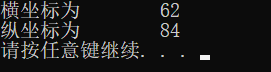 横坐标为 62
纵坐标为 84
请按任意键继续. . .